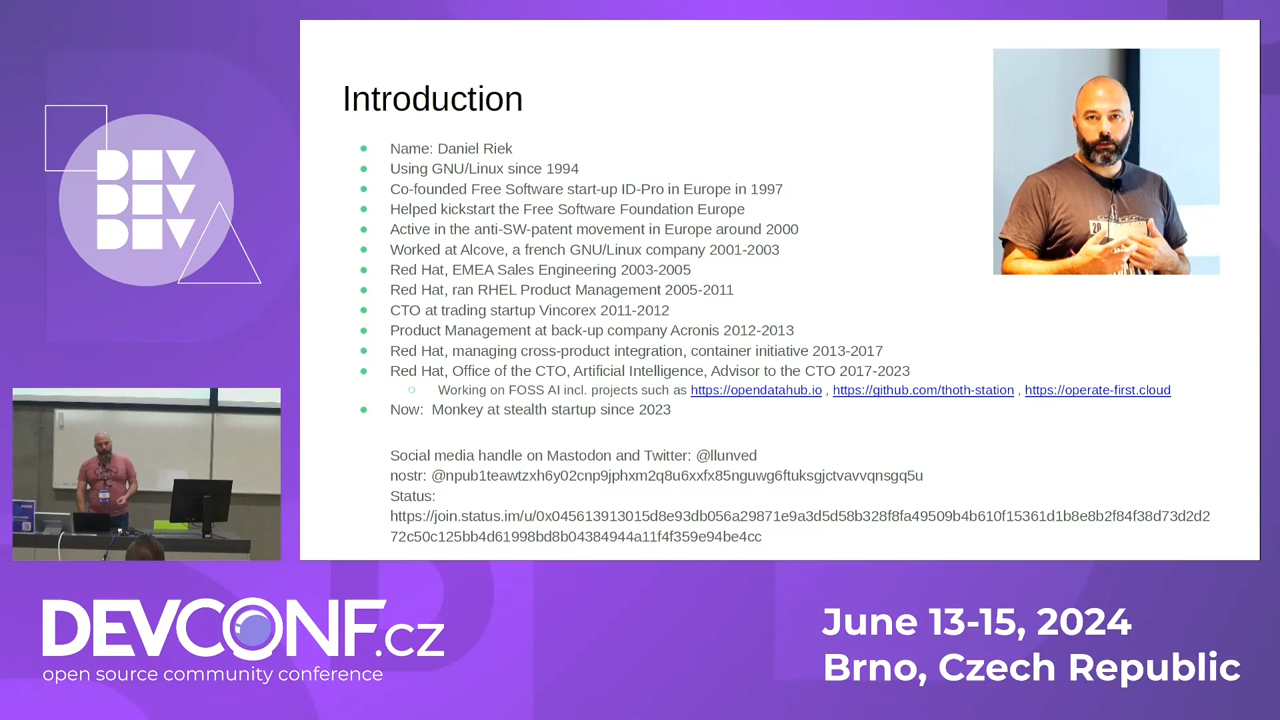 Introduction
Name: Daniel Riek
Using GNU/Linux since 1994
Co-founded Free Software start-up ID-Pro in Europe in 1997
Helped kickstart the Free Software Foundation Europe
Active in the anti-SW-patent movement in Europe around 2000
Worked at Alcove, a french GNU/Linux company 2001-2003
Red Hat, EMEA Sales Engineering 2003-2005
Red Hat, ran RHEL Product Management 2005-2011
CTO at trading startup Vincorex 2011-2012
Product Management at back-up company Acronis 2012-2013
Red Hat, managing cross-product integration, container initiative 2013-2017
Red Hat, Office of the CTO, Artificial Intelligence, Advisor to the CTO 2017-2023
Working on FOSS AI incl. projects such as https://opendatahub.io , https://github.com/thoth-station , https://operate-first.cloud
Now: Monkey at stealth startup since 2023
Social media handle on Mastodon and Twitter: @llunved
nostr: @npub1teawtzxh6y02cnp9jphxm2q8u6xxfx85nguwg6ftuksgjctvavvqnsgq5u
Status:
https://join.status.im/u/0x045613913015d8e93db056a29871e9a3d5d58b328f8fa49509b4b610f15361d1b8e8b2f84f38d73d2d2
72c50c125bb4d61998bd8b04384944a11f4f359e94be4cc
DEV
DEV
DEV
DEVCONF.cz
open source community conference
June 13-15, 2024
Brno, Czech Republic